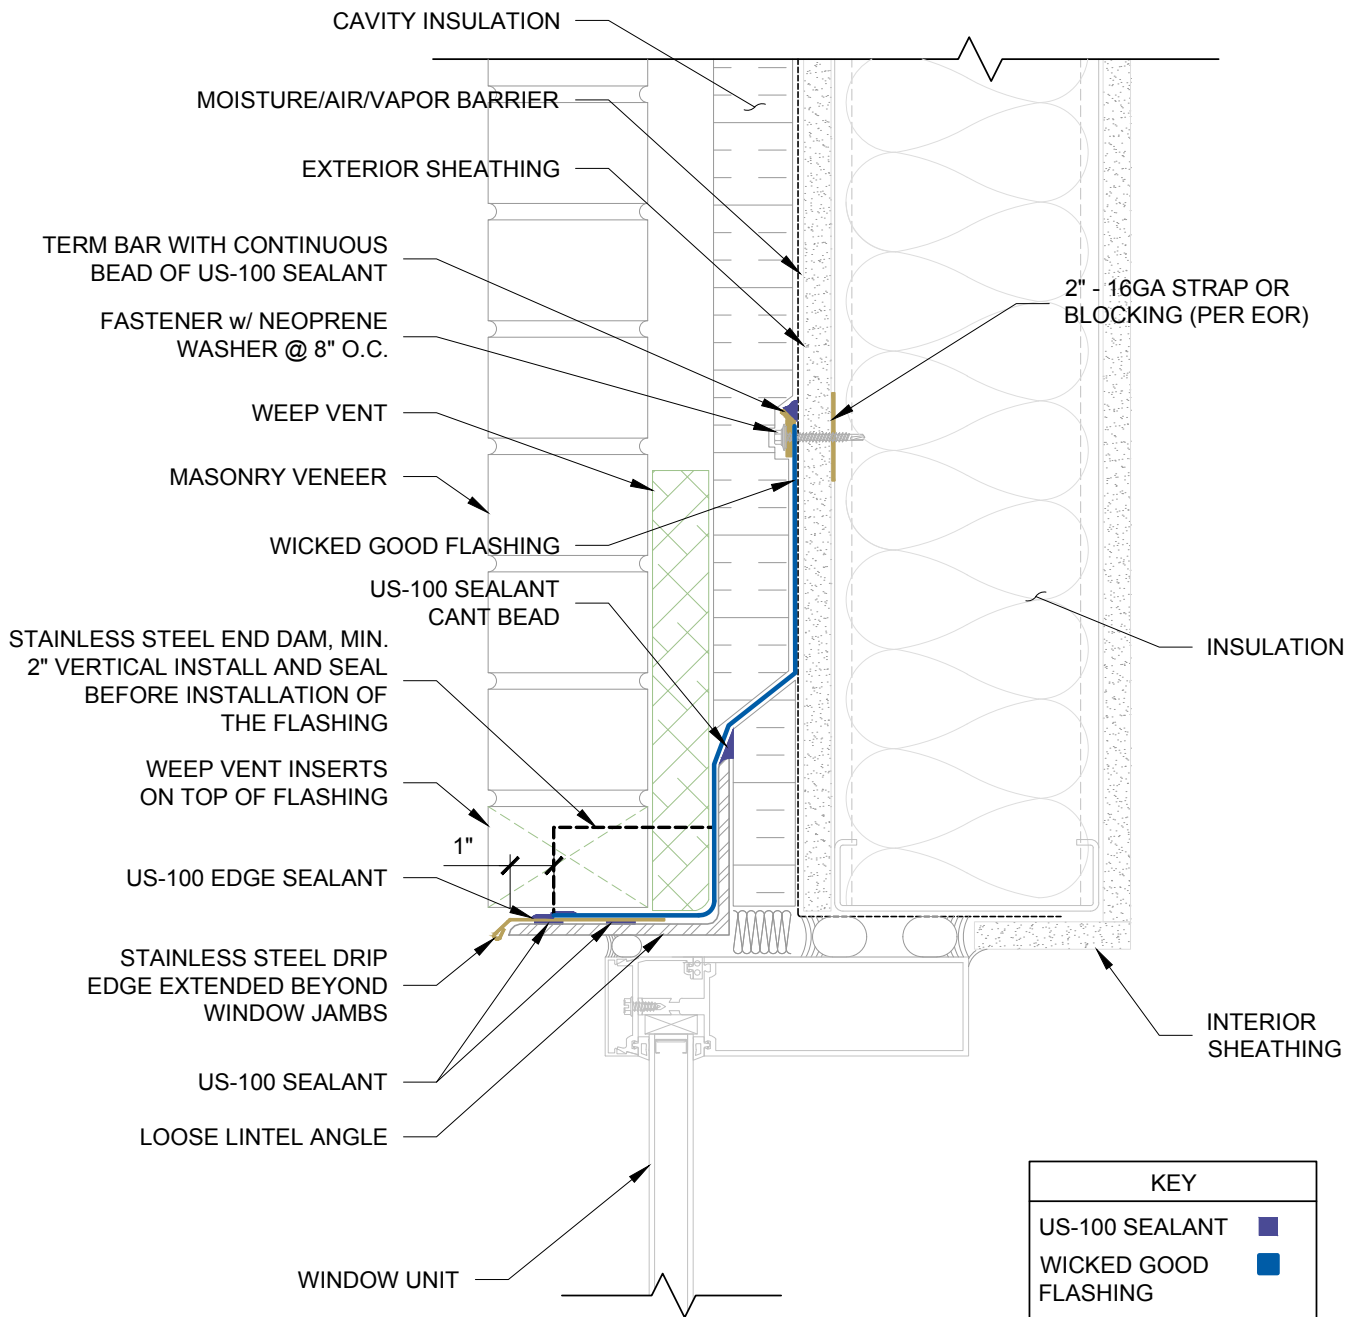 CAVITY INSULATION
MOISTURE/AIR/VAPOR BARRIER
EXTERIOR SHEATHING
TERM BAR WITH CONTINUOUS
BEAD OF US-100 SEALANT
2" - 16GA STRAP OR
BLOCKING (PER EOR)
FASTENER w/ NEOPRENE
WASHER @ 8" O.C.
WEEP VENT
MASONRY VENEER
WICKED GOOD FLASHING
US-100 SEALANT
CANT BEAD
STAINLESS STEEL END DAM, MIN.
2" VERTICAL INSTALL AND SEAL
BEFORE INSTALLATION OF
THE FLASHING
INSULATION
WEEP VENT INSERTS
ON TOP OF FLASHING
1"
US-100 EDGE SEALANT
STAINLESS STEEL DRIP
EDGE EXTENDED BEYOND
WINDOW JAMBS
INTERIOR
SHEATHING
US-100 SEALANT
LOOSE LINTEL ANGLE
WINDOW UNIT
KEY
US-100 SEALANT
WICKED GOOD
FLASHING